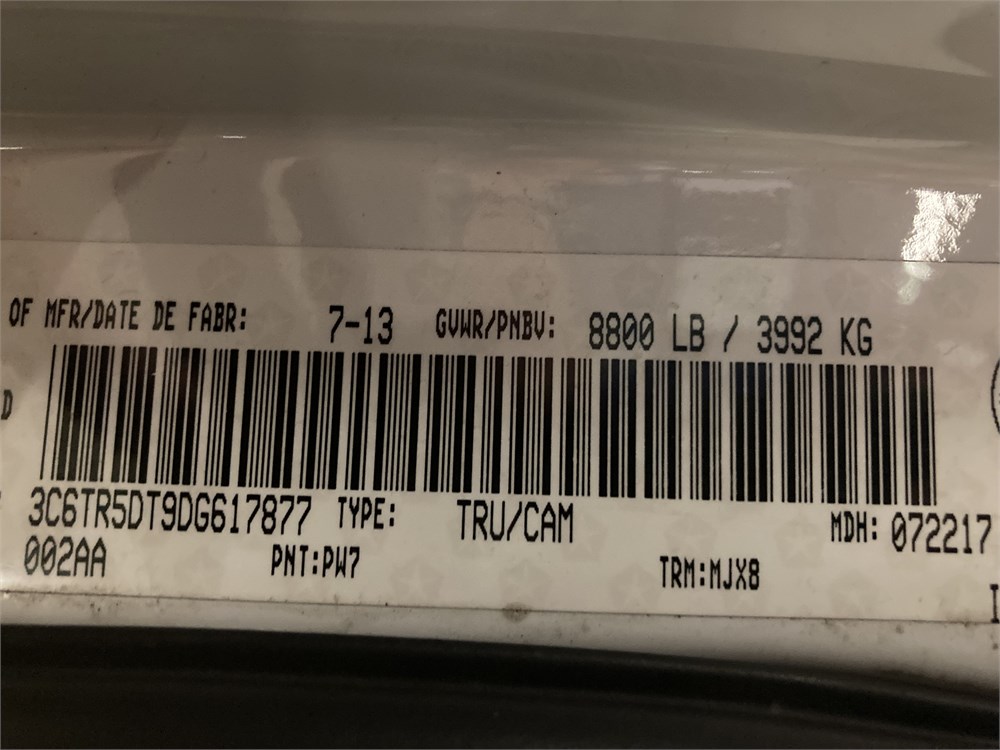 OF MFR/DATE DE FABR: 7-13 GVWR/PNBV: 8800 LB / 3992 KG
D
3C6TR5DT9DG617877 TYPE: TRU/CAM MDH: 072217
002AA PNT:PW7 TRM:MJX8